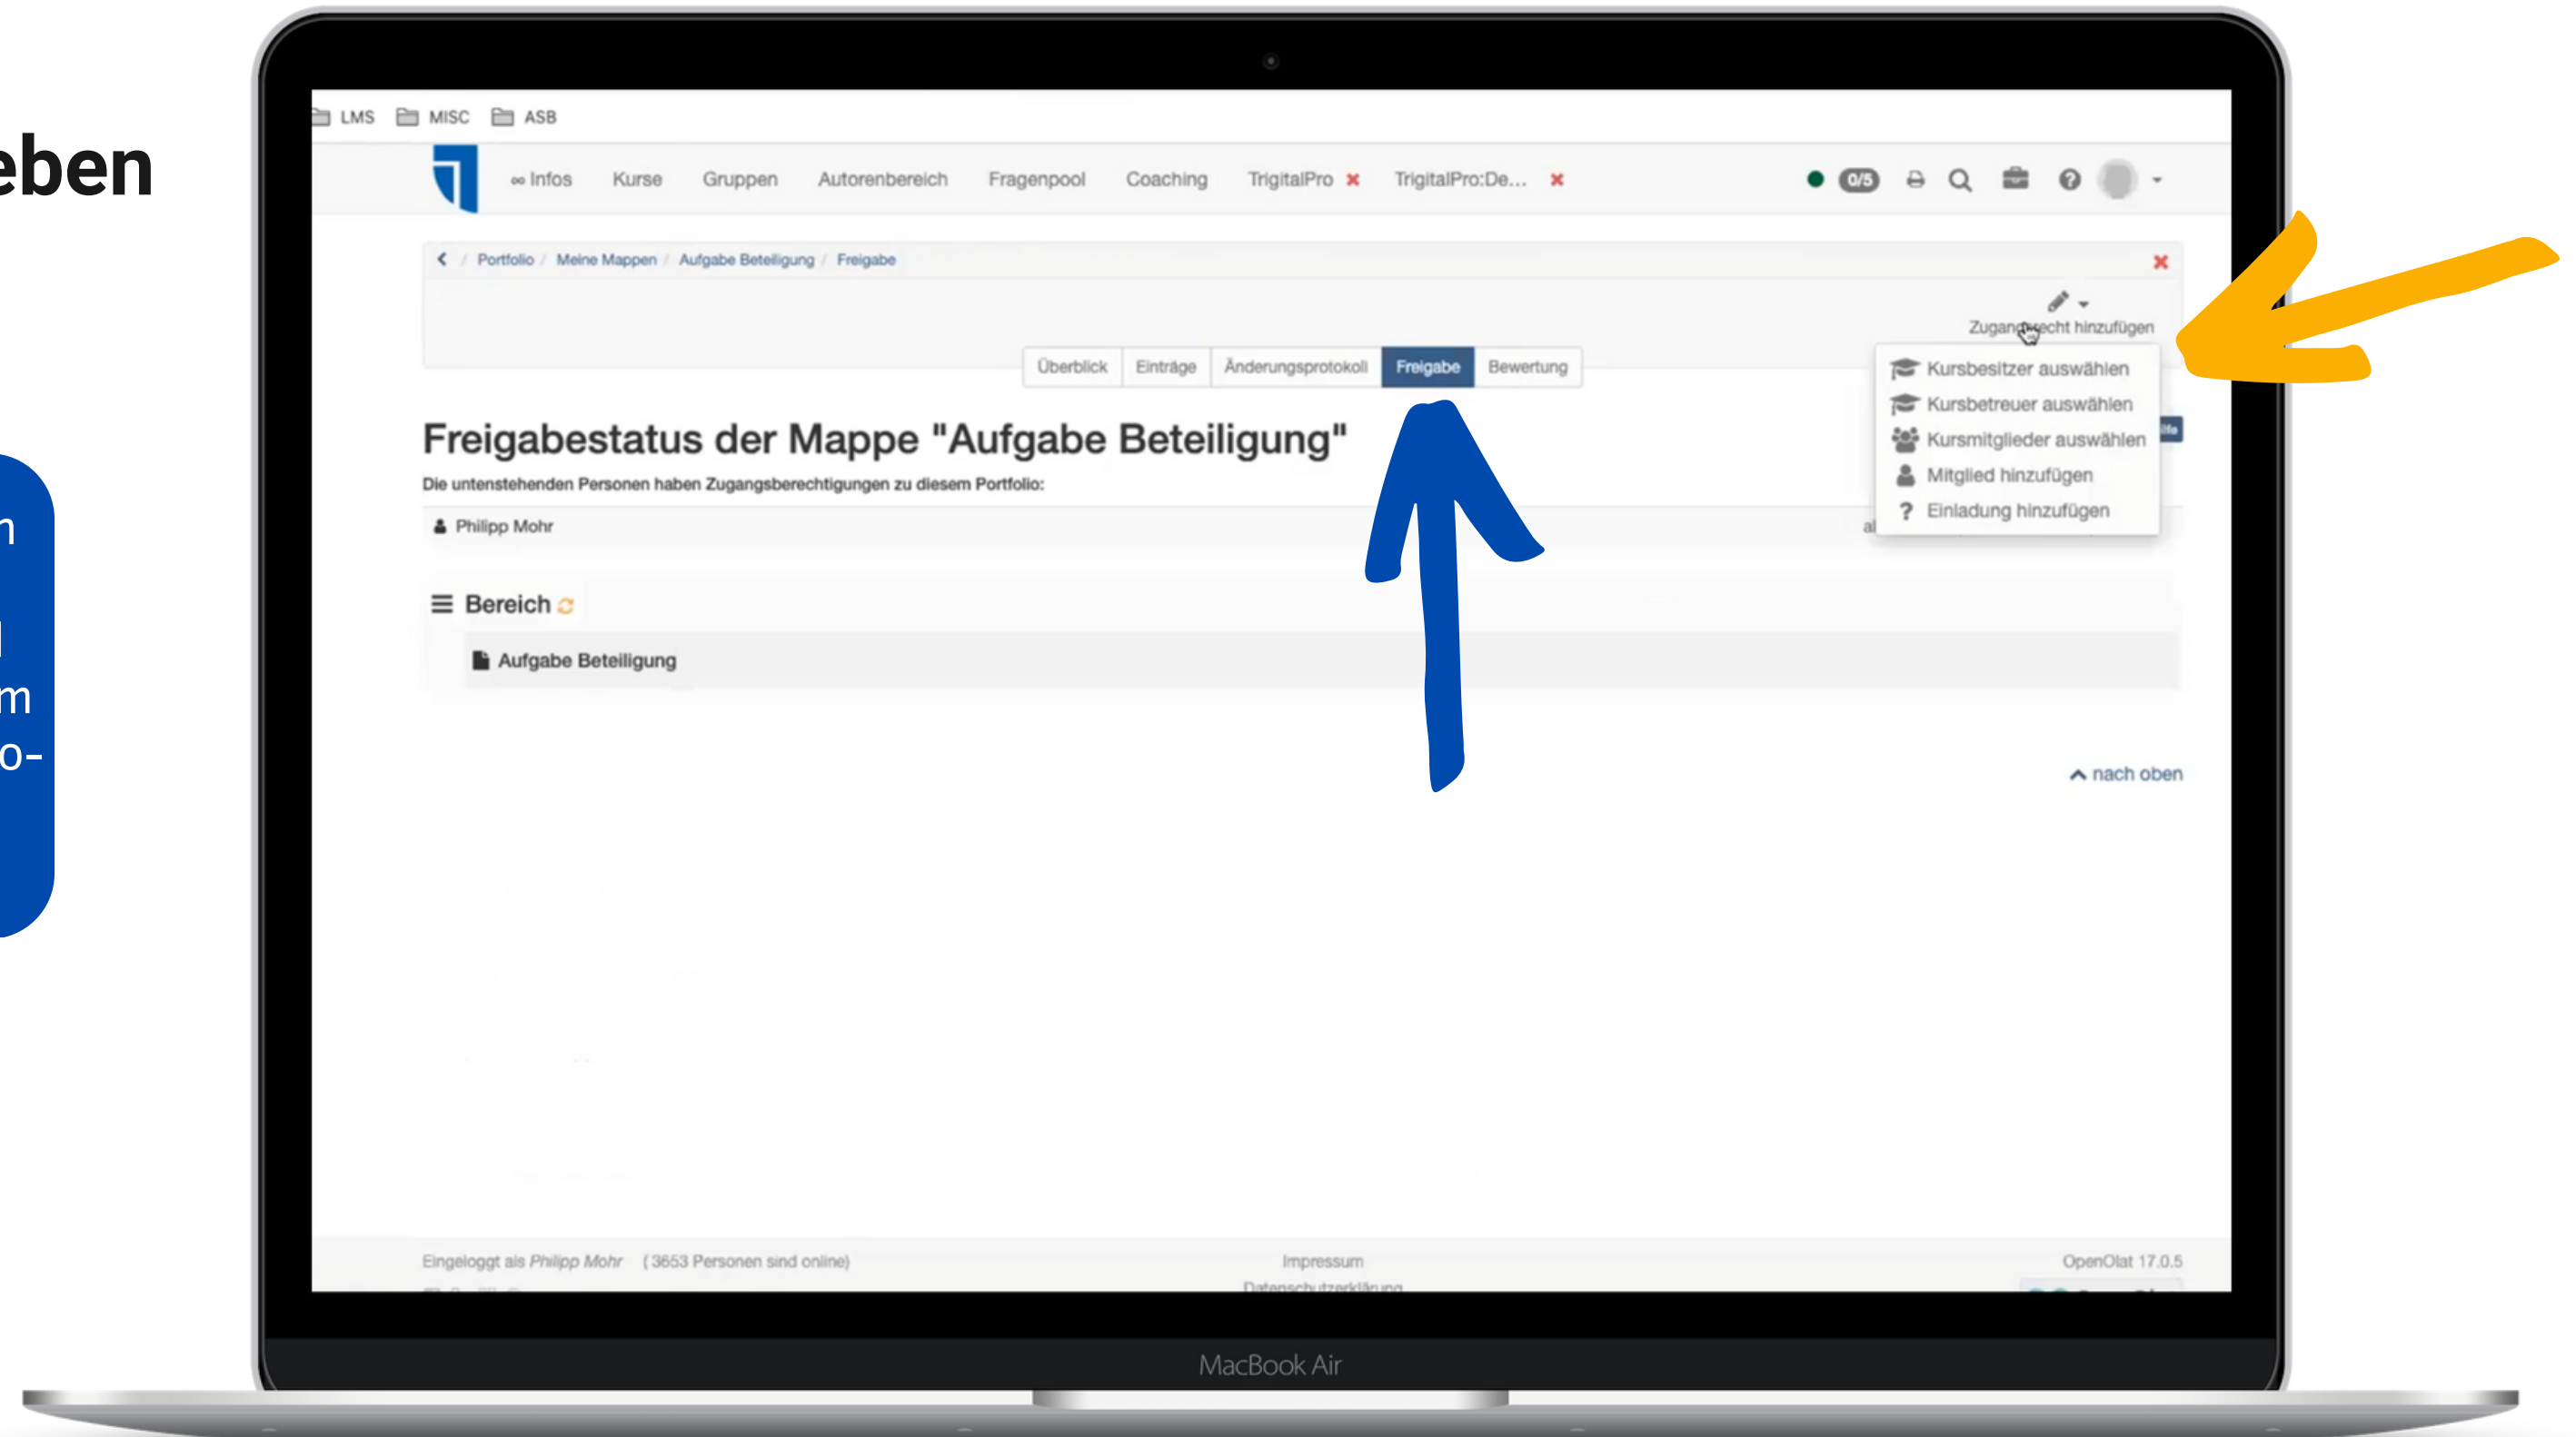 eben
n
m
o-
LMS MISC ASB
∞ Infos Kurse Gruppen Autorenbereich Fragenpool Coaching TrigitalPro TrigitalPro:De... 0/5
/ Portfolio / Meine Mappen / Aufgabe Beteiligung / Freigabe
Zugangsrecht hinzufügen
Überblick Einträge Änderungsprotokoll Freigabe Bewertung
Kursbesitzer auswählen
Kursbetreuer auswählen
Kursmitglieder auswählen
Mitglied hinzufügen
? Einladung hinzufügen
Freigabestatus der Mappe "Aufgabe Beteiligung"
Die untenstehenden Personen haben Zugangsberechtigungen zu diesem Portfolio:
Philipp Mohr
Bereich
Aufgabe Beteiligung
nach oben
Eingeloggt als Philipp Mohr (3653 Personen sind online) Impressum OpenOlat 17.0.5
Datenschutzerklärung
MacBook Air